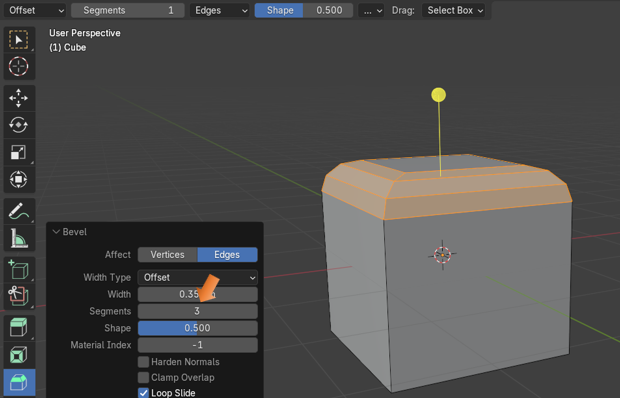 Offset Segments 1 Edges Shape 0.500 ... Drag: Select Box
User Perspective
(1) Cube
Bevel
Affect Vertices Edges
Width Type Offset
Width 0.35
Segments 3
Shape 0.500
Material Index -1
Harden Normals
Clamp Overlap
Loop Slide